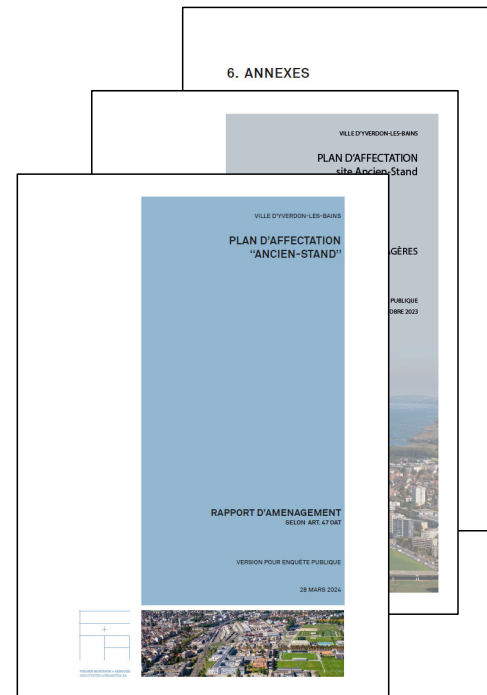 6. ANNEXES
VILLE D'YVERDON-LES-BAINS
PLAN D'AFFECTATION
site Ancien-Stand
GÈRES
PUBLIQUE
OBRE 2023
VILLE D'YVERDON-LES-BAINS
PLAN D'AFFECTATION
"ANCIEN-STAND"
RAPPORT D'AMENAGEMENT
SELON ART. 47 OAT
VERSION POUR ENQUÊTE PUBLIQUE
28 MARS 2024